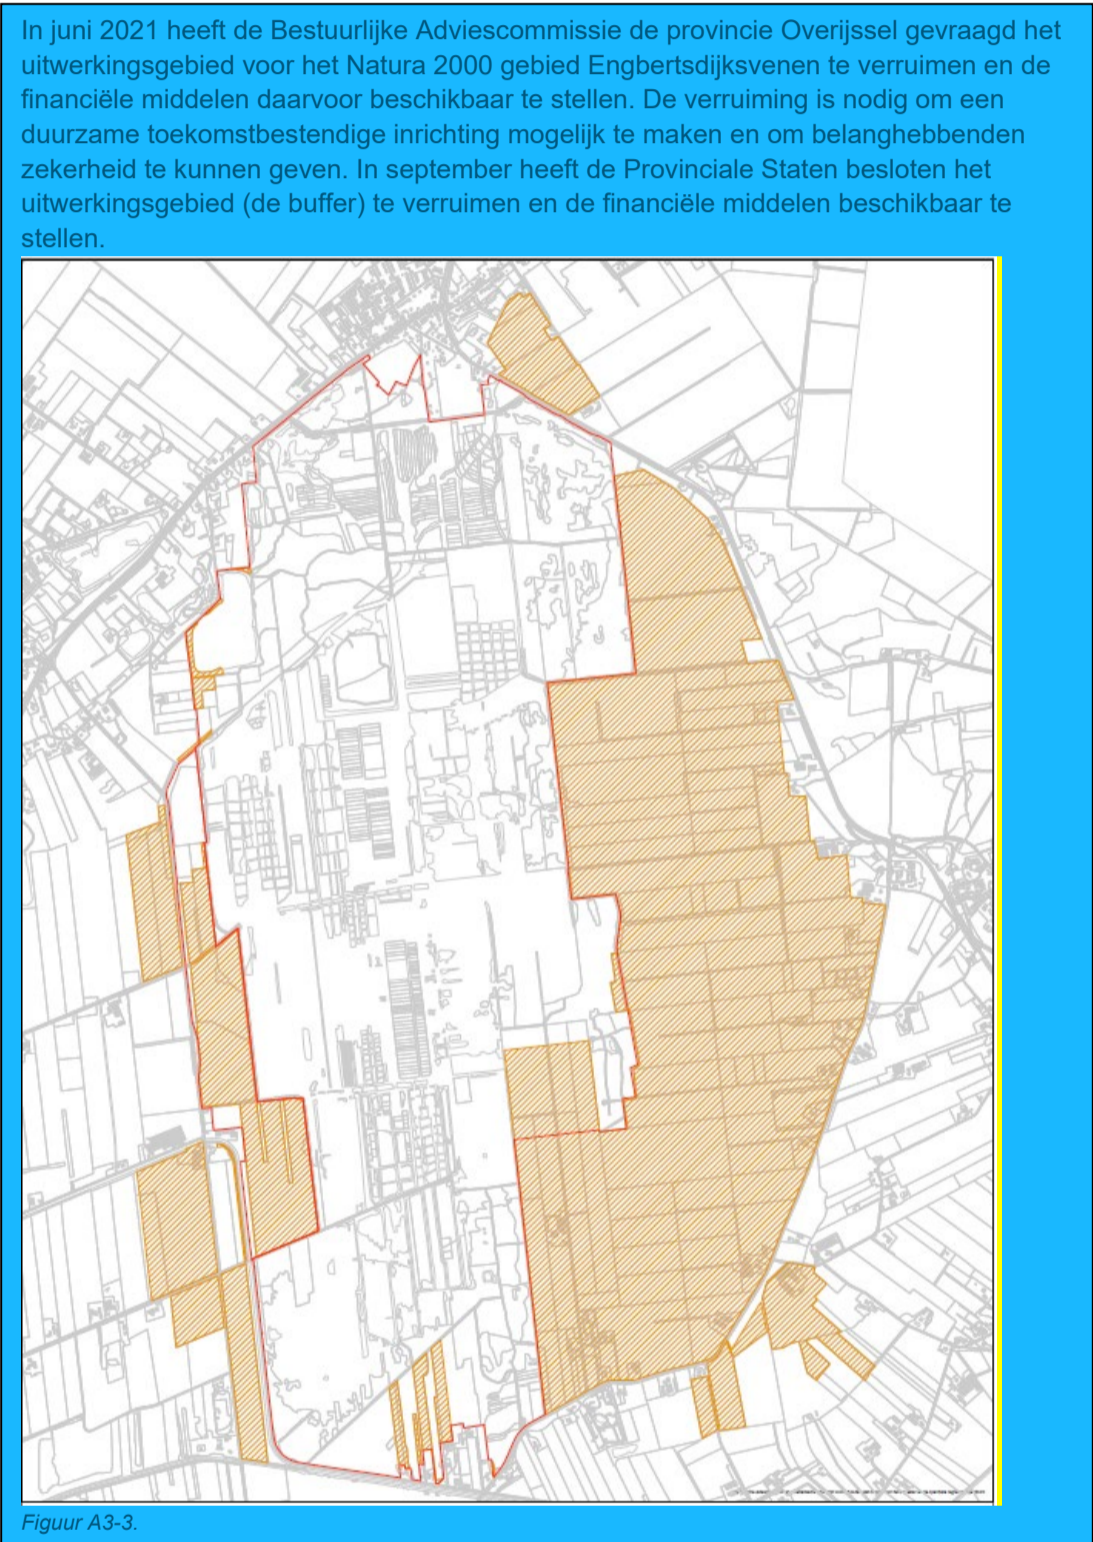 In juni 2021 heeft de Bestuurlijke Adviescommissie de provincie Overijssel gevraagd het
uitwerkingsgebied voor het Natura 2000 gebied Engbertsdijksvenen te verruimen en de
financiële middelen daarvoor beschikbaar te stellen. De verruiming is nodig om een
duurzame toekomstbestendige inrichting mogelijk te maken en om belanghebbenden
zekerheid te kunnen geven. In september heeft de Provinciale Staten besloten het
uitwerkingsgebied (de buffer) te verruimen en de financiële middelen beschikbaar te
stellen.
Figuur A3-3.